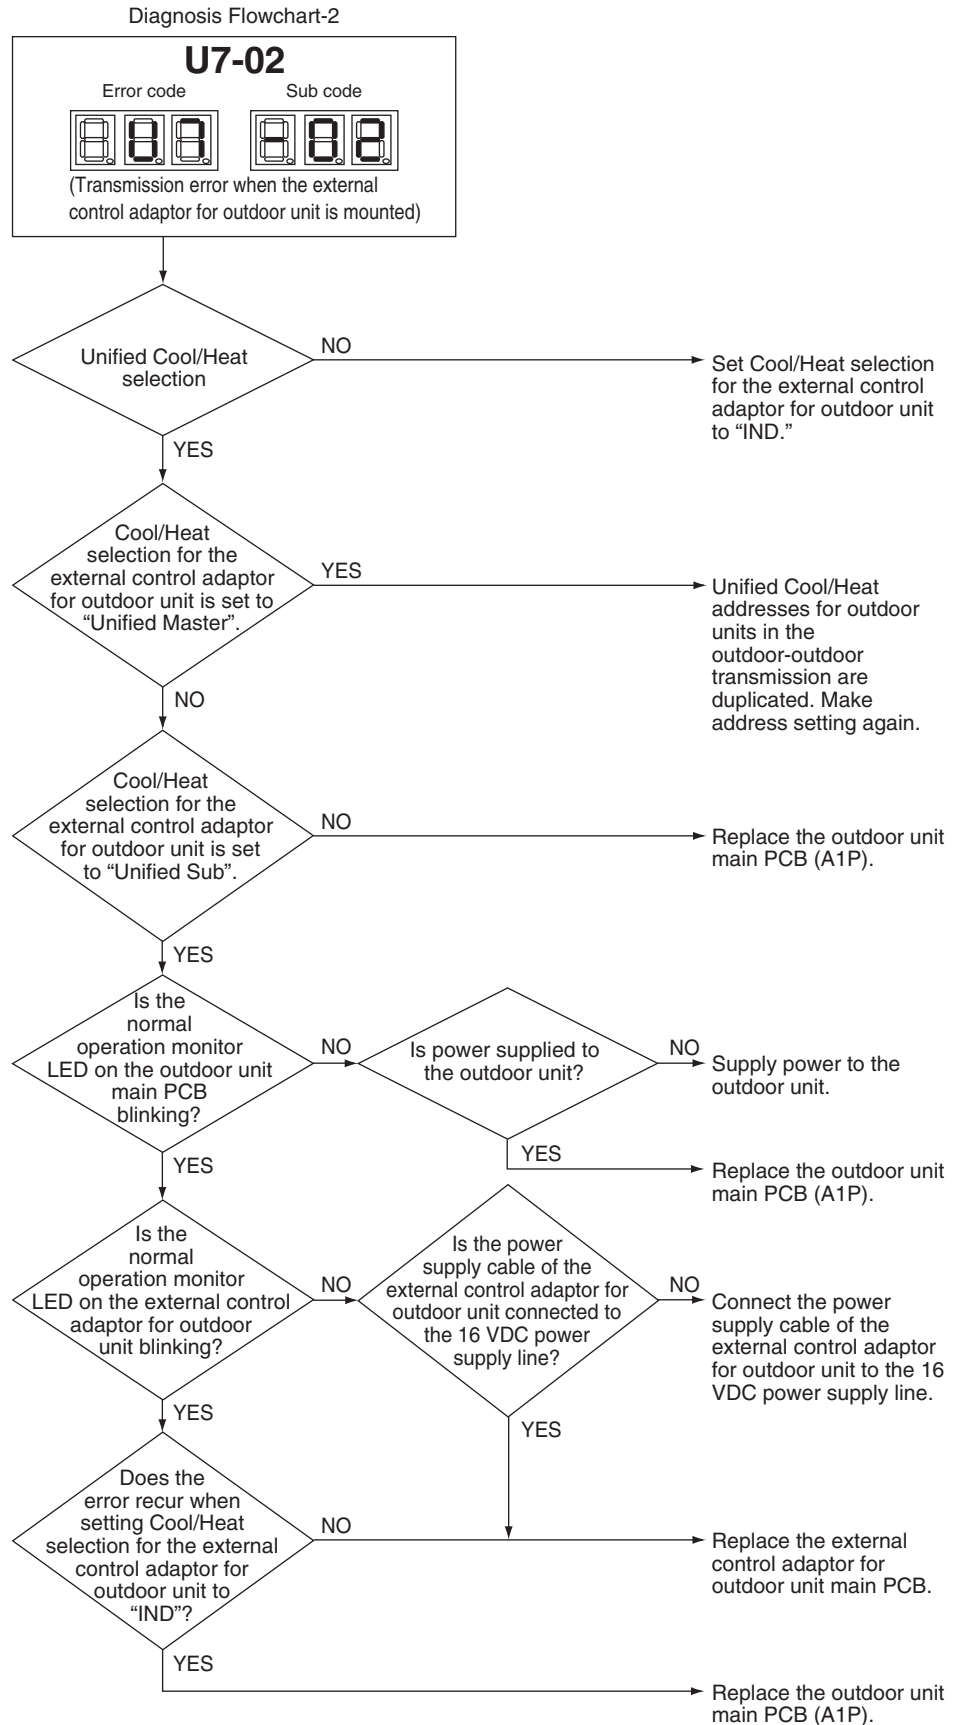 Diagnosis Flowchart-2
U7-02
Error code
Sub code
U7
-02
(Transmission error when the external
control adaptor for outdoor unit is mounted)
Unified Cool/Heat
selection
NO
Set Cool/Heat selection
for the external control
adaptor for outdoor unit
to “IND.”
YES
Cool/Heat
selection for the
external control adaptor
for outdoor unit is set to
“Unified Master”.
YES
Unified Cool/Heat
addresses for outdoor
units in the
outdoor-outdoor
transmission are
duplicated. Make
address setting again.
NO
Cool/Heat
selection for the
external control adaptor
for outdoor unit is set
to “Unified Sub”.
NO
Replace the outdoor unit
main PCB (A1P).
YES
Is the
normal
operation monitor
LED on the outdoor unit
main PCB
blinking?
NO
Is power supplied to
the outdoor unit?
NO
Supply power to the
outdoor unit.
YES
Replace the outdoor unit
main PCB (A1P).
YES
Is the
normal
operation monitor
LED on the external control
adaptor for outdoor
unit blinking?
NO
Is the power
supply cable of the
external control adaptor for
outdoor unit connected to
the 16 VDC power
supply line?
NO
Connect the power
supply cable of the
external control adaptor
for outdoor unit to the 16
VDC power supply line.
YES
YES
Does the
error recur when
setting Cool/Heat
selection for the external
control adaptor for
outdoor unit to
“IND”?
NO
Replace the external
control adaptor for
outdoor unit main PCB.
YES
Replace the outdoor unit
main PCB (A1P).